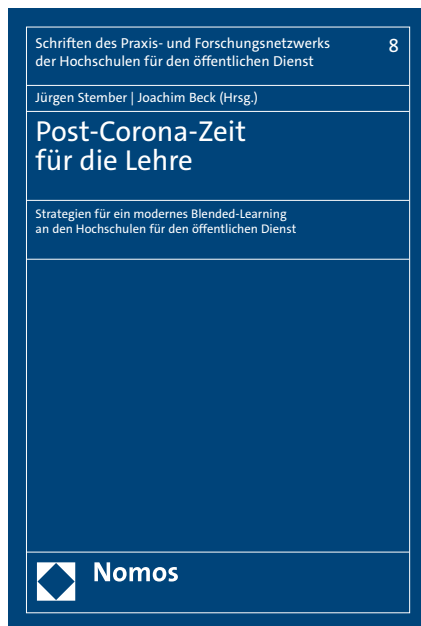 Schriften des Praxis- und Forschungsnetzwerks
der Hochschulen für den öffentlichen Dienst
8
Jürgen Stember | Joachim Beck (Hrsg.)
Post-Corona-Zeit
für die Lehre
Strategien für ein modernes Blended-Learning
an den Hochschulen für den öffentlichen Dienst
Nomos